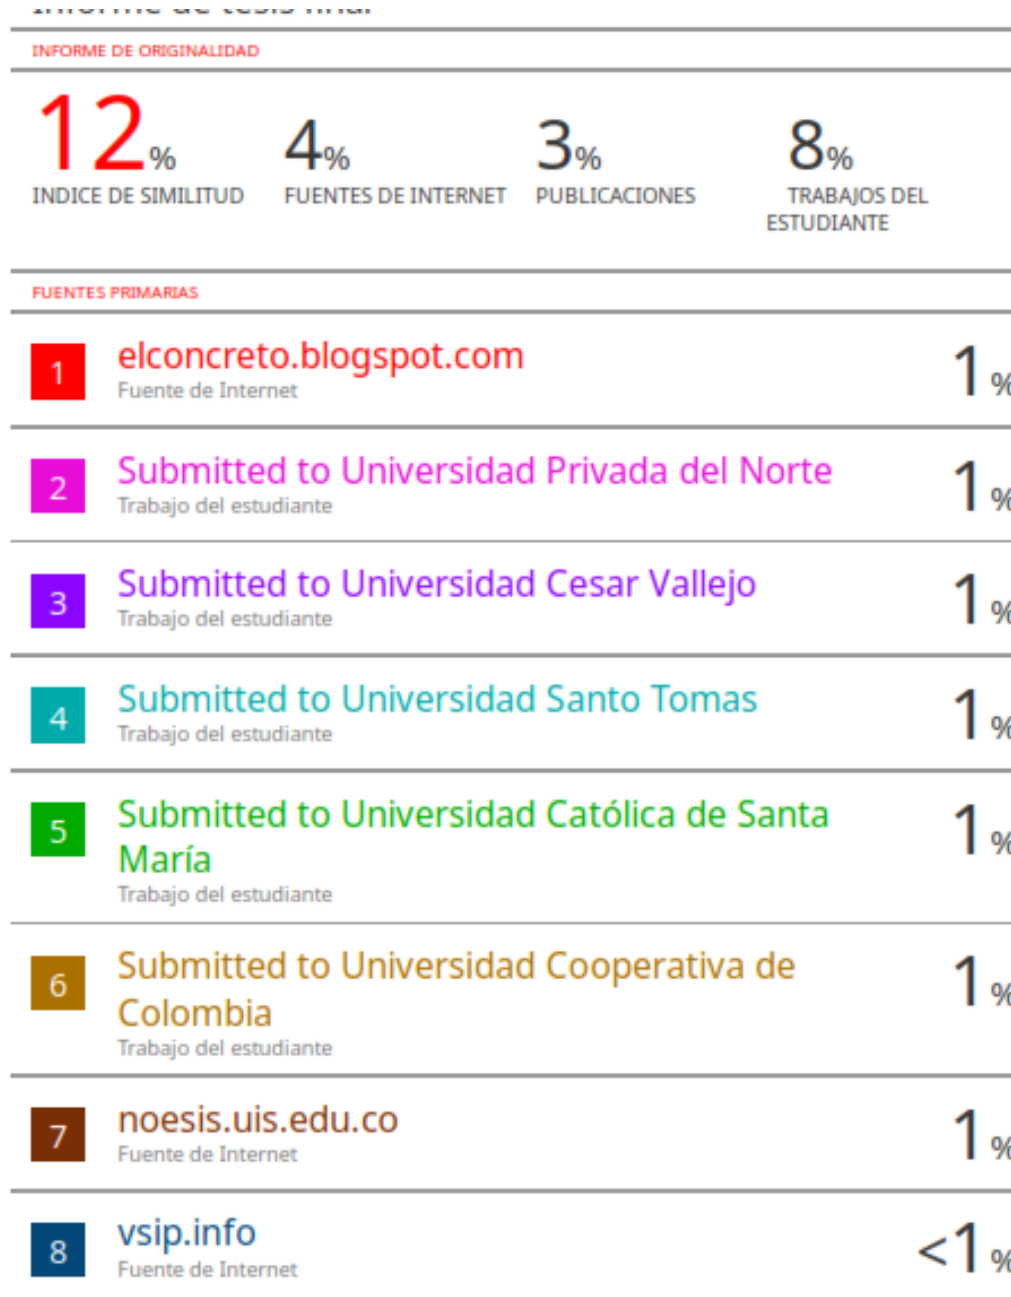 Informe de tesis final
INFORME DE ORIGINALIDAD
12%
4%
3%
8%
INDICE DE SIMILITUD
FUENTES DE INTERNET
PUBLICACIONES
TRABAJOS DEL
ESTUDIANTE
FUENTES PRIMARIAS
1
elconcreto.blogspot.com
Fuente de Internet
1%
2
Submitted to Universidad Privada del Norte
Trabajo del estudiante
1%
3
Submitted to Universidad Cesar Vallejo
Trabajo del estudiante
1%
4
Submitted to Universidad Santo Tomas
Trabajo del estudiante
1%
5
Submitted to Universidad Católica de Santa
María
Trabajo del estudiante
1%
6
Submitted to Universidad Cooperativa de
Colombia
Trabajo del estudiante
1%
7
noesis.uis.edu.co
Fuente de Internet
1%
8
vsip.info
Fuente de Internet
<1%